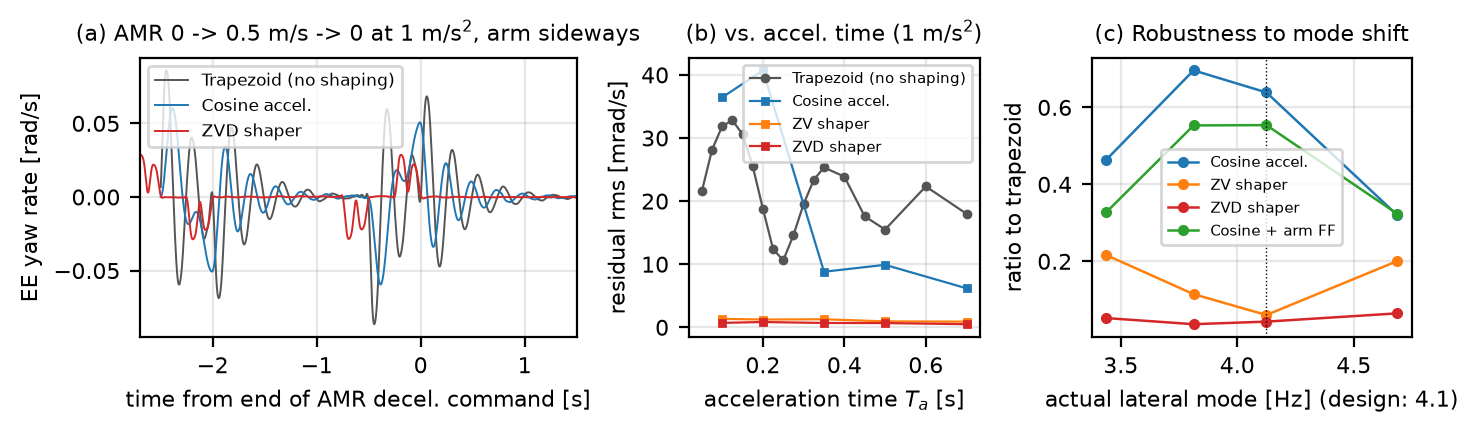 (a) AMR 0 -> 0.5 m/s -> 0 at 1 m/s², arm sideways
EE yaw rate [rad/s]
0.05
0.00
−0.05
Trapezoid (no shaping)
Cosine accel.
ZVD shaper
−2
−1
0
1
time from end of AMR decel. command [s]
(b) vs. accel. time (1 m/s²)
residual rms [mrad/s]
40
30
20
10
0
Trapezoid (no shaping)
Cosine accel.
ZV shaper
ZVD shaper
0.2
0.4
0.6
acceleration time Tₐ [s]
(c) Robustness to mode shift
ratio to trapezoid
0.6
0.4
0.2
Cosine accel.
ZV shaper
ZVD shaper
Cosine + arm FF
3.5
4.0
4.5
actual lateral mode [Hz] (design: 4.1)